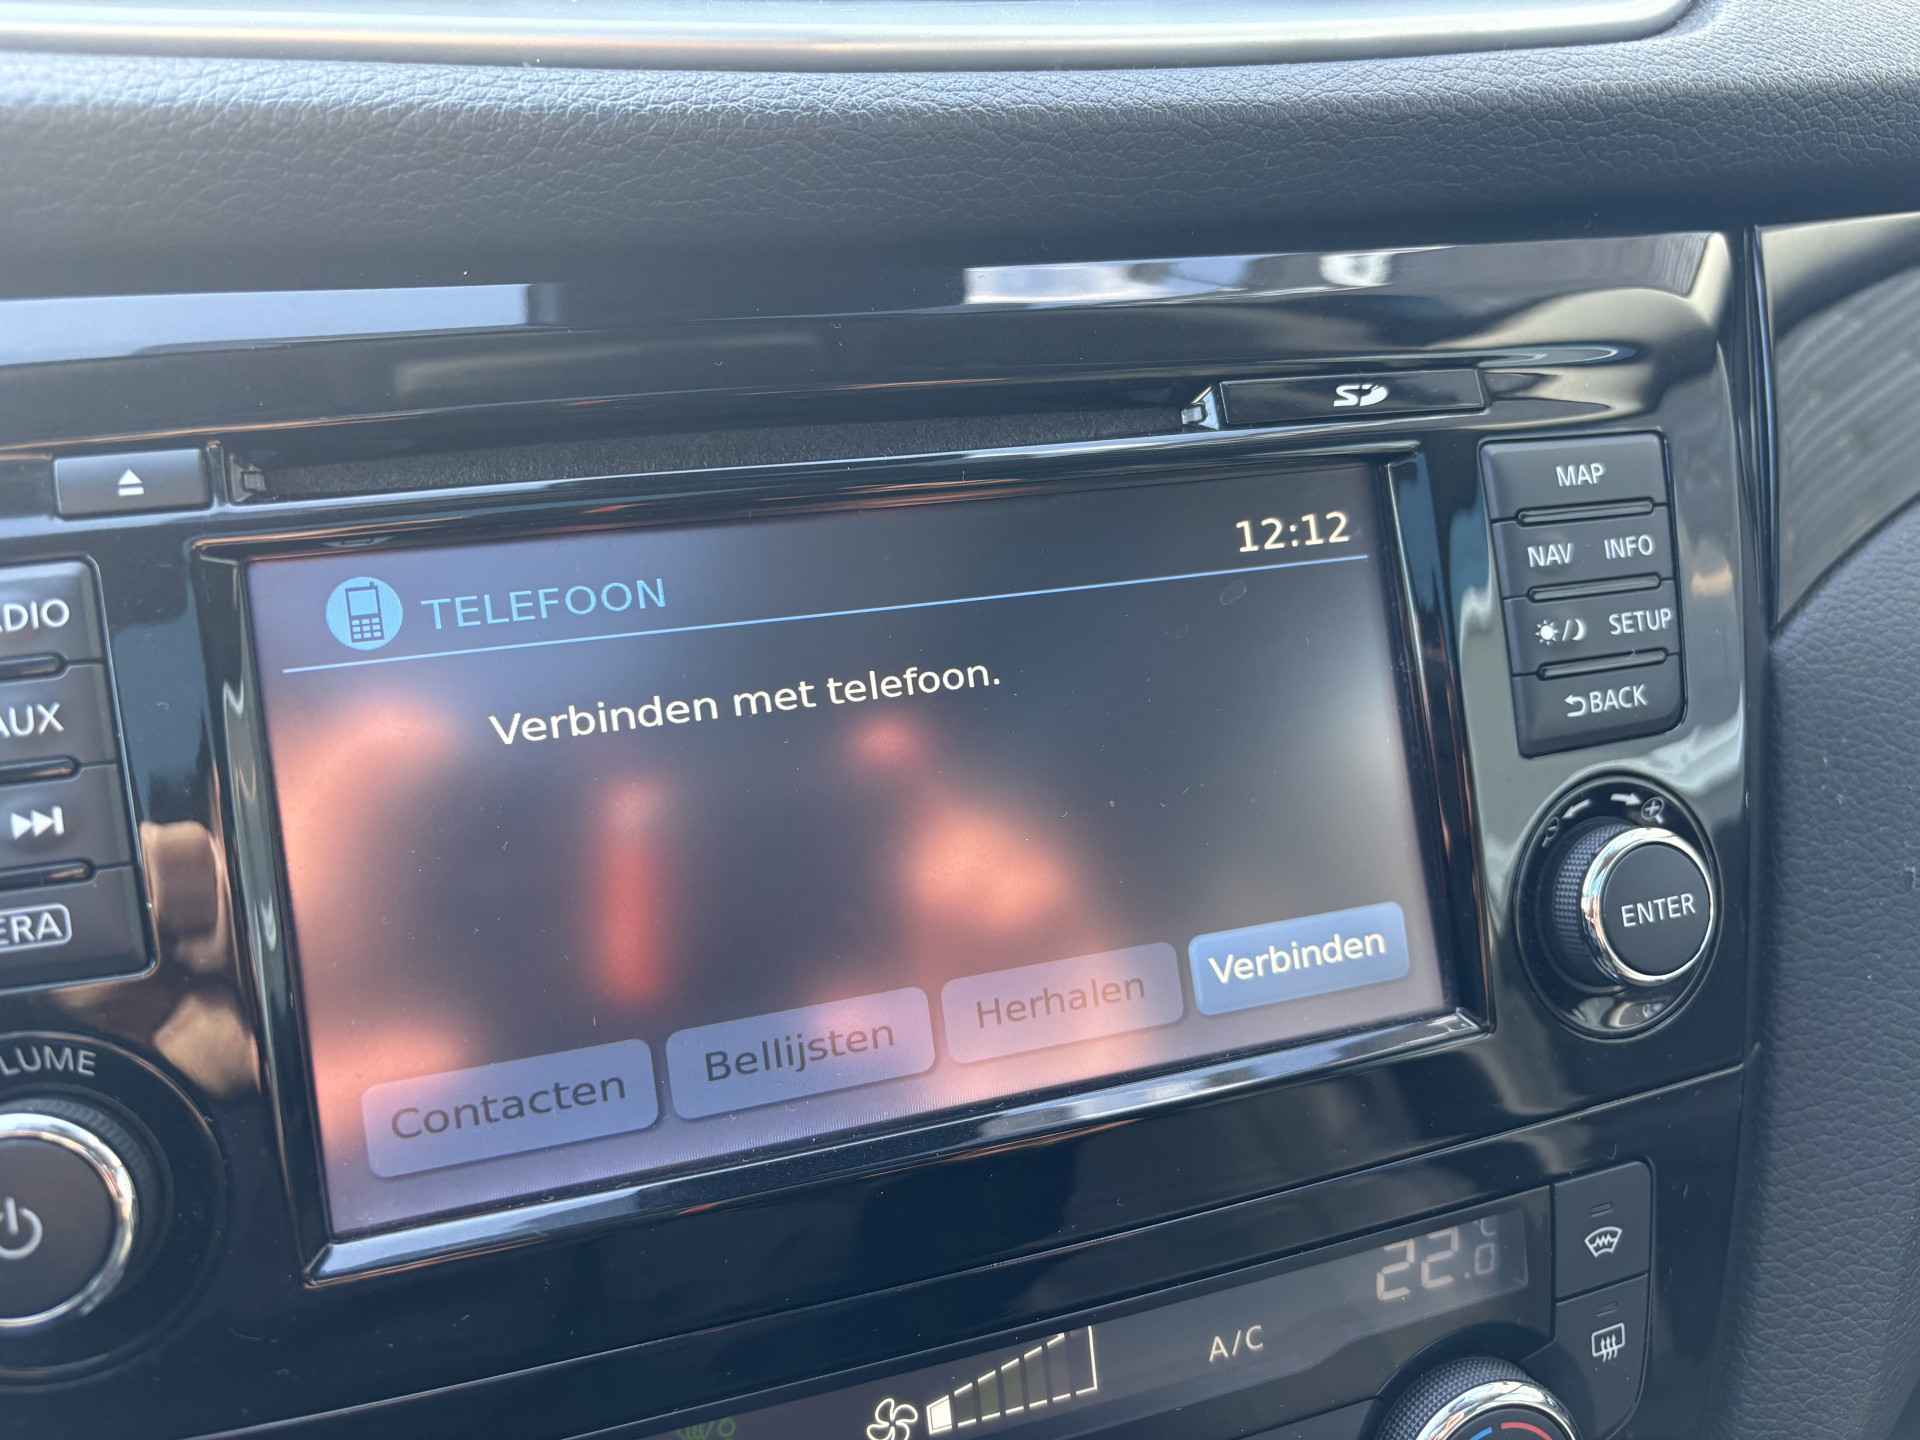 SD
MAP
NAV INFO
SETUP
BACK
ENTER
12:12
TELEFOON
Verbinden met telefoon.
Contacten
Bellijsten
Herhalen
Verbinden
ADIO
AUX
ERA
LUME
22.0 °C
A/C